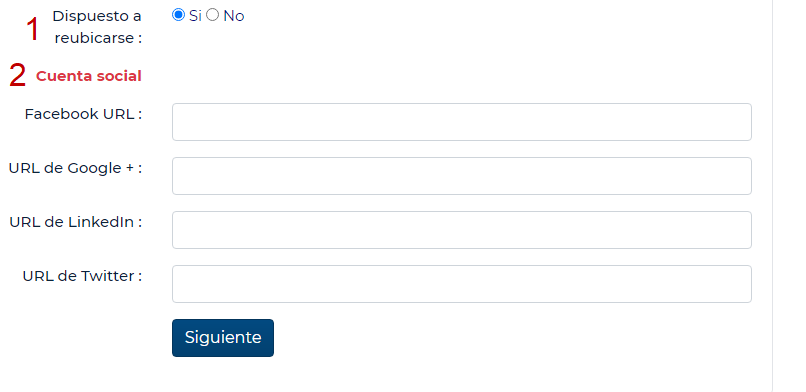 1 Dispuesto a
reubicarse :
Si No
2 Cuenta social
Facebook URL :
URL de Google + :
URL de LinkedIn :
URL de Twitter :
Siguiente